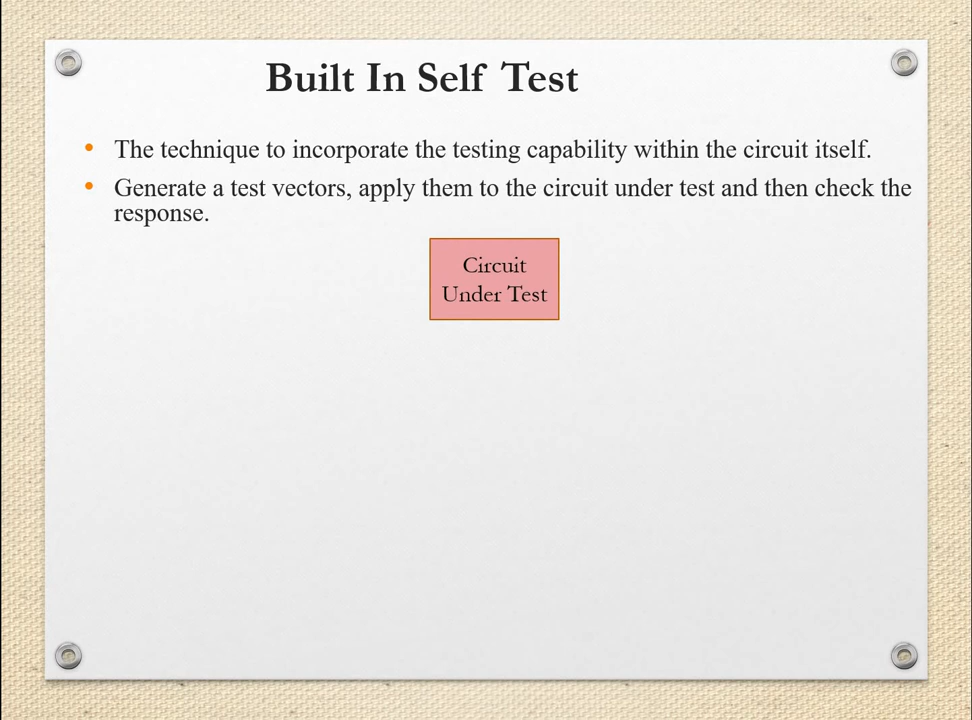 Built In Self Test
The technique to incorporate the testing capability within the circuit itself.
Generate a test vectors, apply them to the circuit under test and then check the
response.
Circuit
Under Test